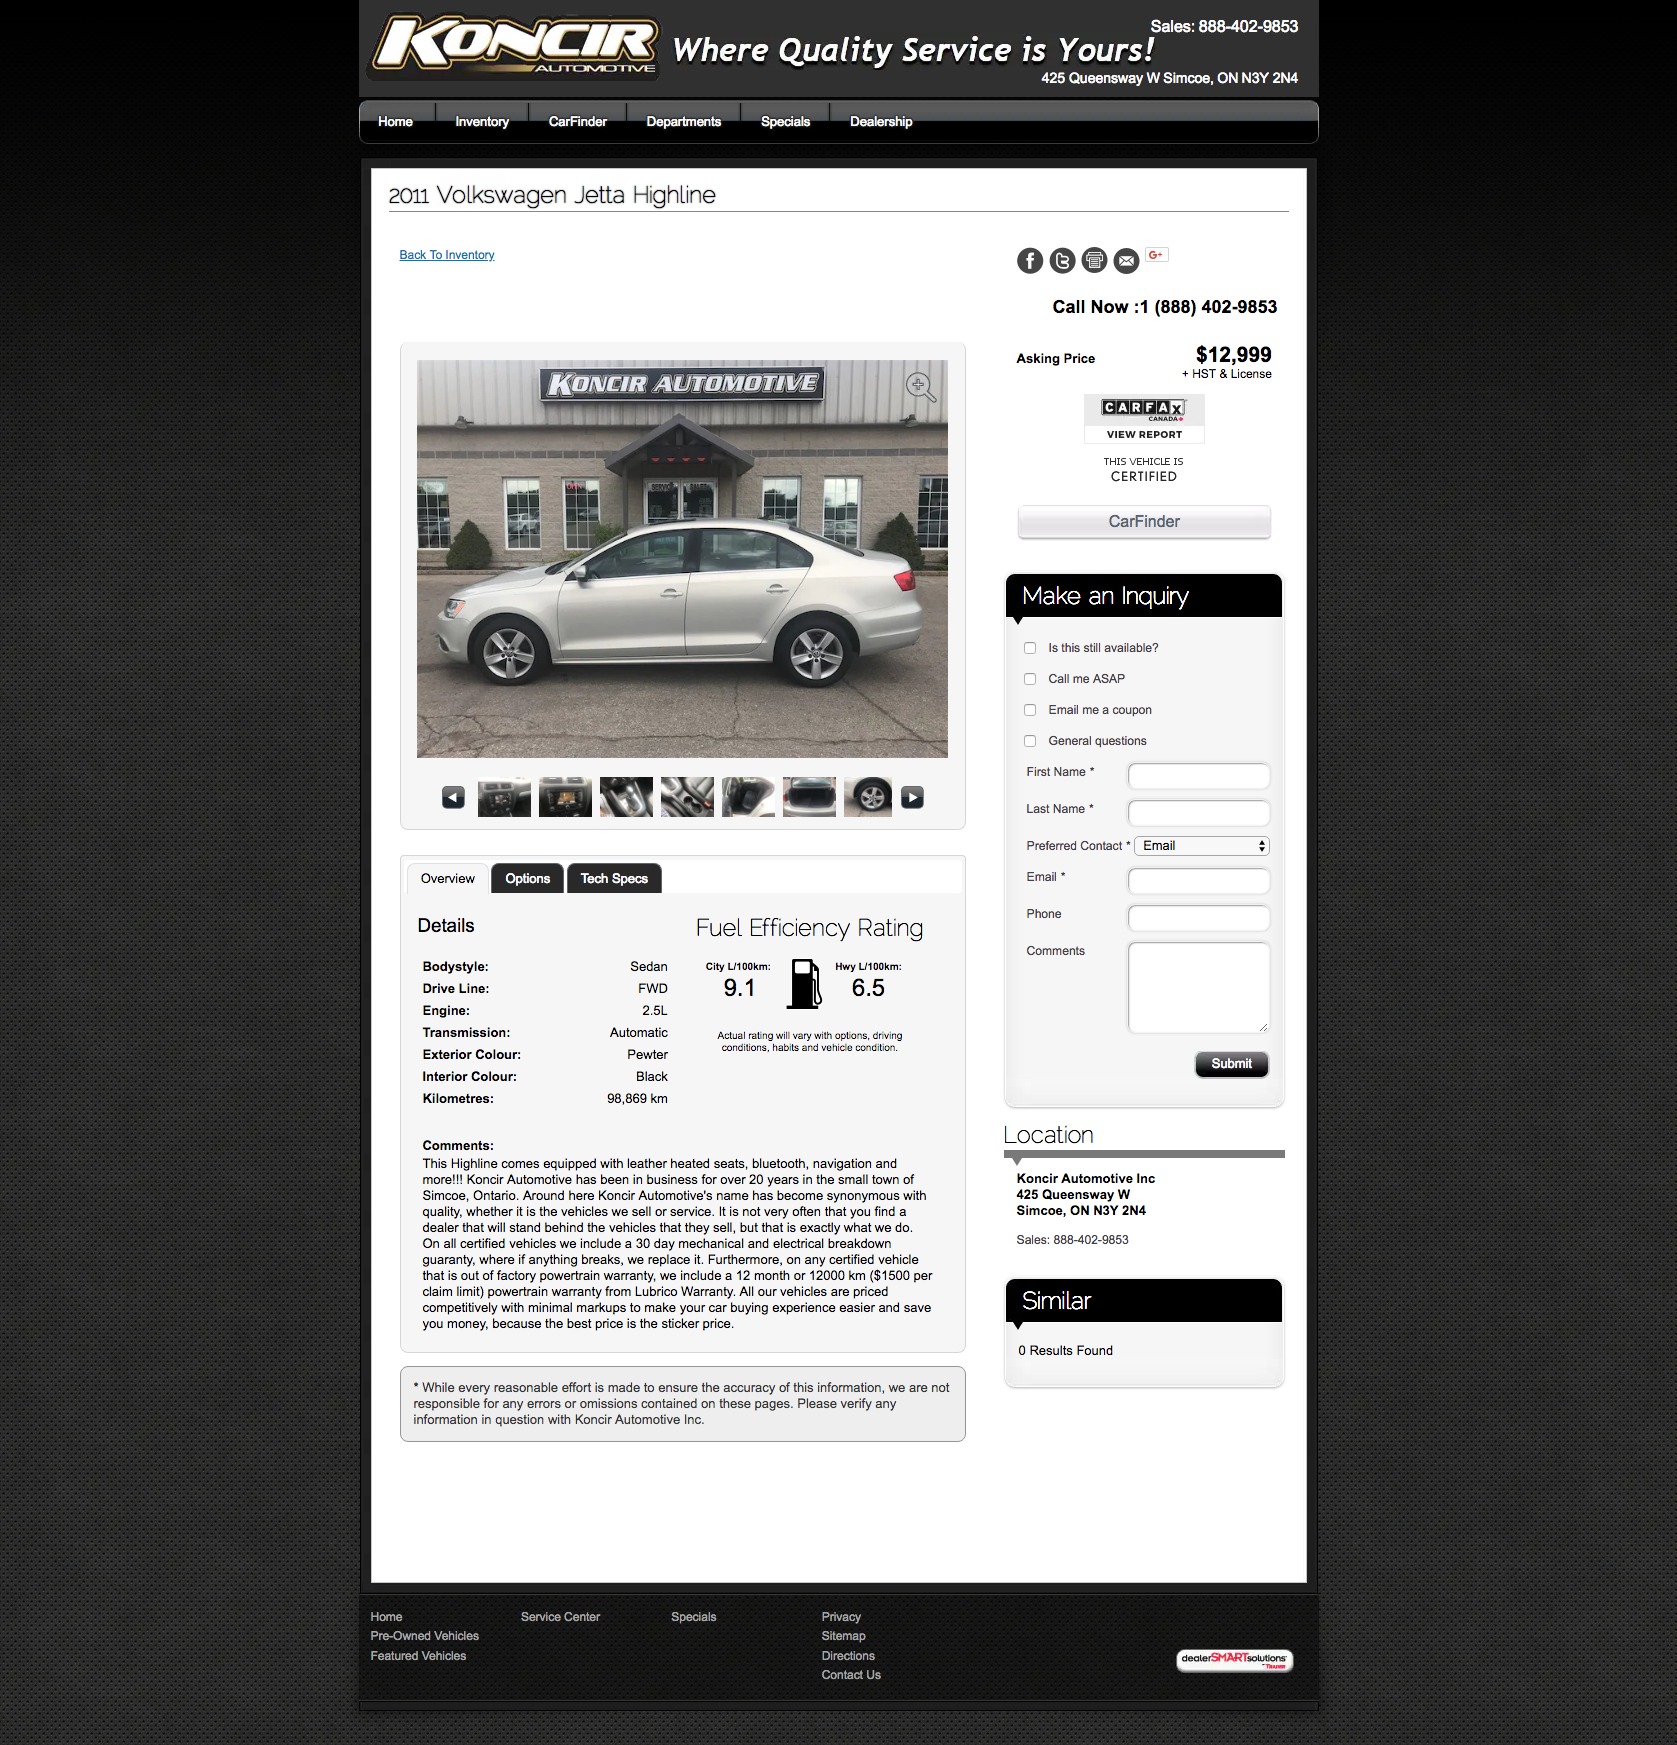 KONCIR
AUTOMOTIVE
Where Quality Service is Yours!
Sales: 888-402-9853
425 Queensway W Simcoe, ON N3Y 2N4
Home Inventory CarFinder Departments Specials Dealership
2011 Volkswagen Jetta Highline
Back To Inventory
G+
Call Now :1 (888) 402-9853
KONCIR AUTOMOTIVE
Asking Price $12,999
+ HST & License
CARFAX
CANADA
VIEW REPORT
THIS VEHICLE IS
CERTIFIED
CarFinder
Make an Inquiry
Is this still available?
Call me ASAP
Email me a coupon
General questions
First Name *
Last Name *
Preferred Contact * Email
Email *
Phone
Comments
Submit
Overview Options Tech Specs
Details
Bodystyle: Sedan
Drive Line: FWD
Engine: 2.5L
Transmission: Automatic
Exterior Colour: Pewter
Interior Colour: Black
Kilometres: 98,869 km
Fuel Efficiency Rating
City L/100km: Hwy L/100km:
9.1 6.5
Actual rating will vary with options, driving
conditions, habits and vehicle condition.
Comments:
This Highline comes equipped with leather heated seats, bluetooth, navigation and
more!!! Koncir Automotive has been in business for over 20 years in the small town of
Simcoe, Ontario. Around here Koncir Automotive's name has become synonymous with
quality, whether it is the vehicles we sell or service. It is not very often that you find a
dealer that will stand behind the vehicles that they sell, but that is exactly what we do.
On all certified vehicles we include a 30 day mechanical and electrical breakdown
guaranty, where if anything breaks, we replace it. Furthermore, on any certified vehicle
that is out of factory powertrain warranty, we include a 12 month or 12000 km ($1500 per
claim limit) powertrain warranty from Lubrico Warranty. All our vehicles are priced
competitively with minimal markups to make your car buying experience easier and save
you money, because the best price is the sticker price.
* While every reasonable effort is made to ensure the accuracy of this information, we are not
responsible for any errors or omissions contained on these pages. Please verify any
information in question with Koncir Automotive Inc.
Location
Koncir Automotive Inc
425 Queensway W
Simcoe, ON N3Y 2N4
Sales: 888-402-9853
Similar
0 Results Found
Home Service Center Specials Privacy
Pre-Owned Vehicles Sitemap
Featured Vehicles Directions
Contact Us
dealerSMARTsolutions
TRADER